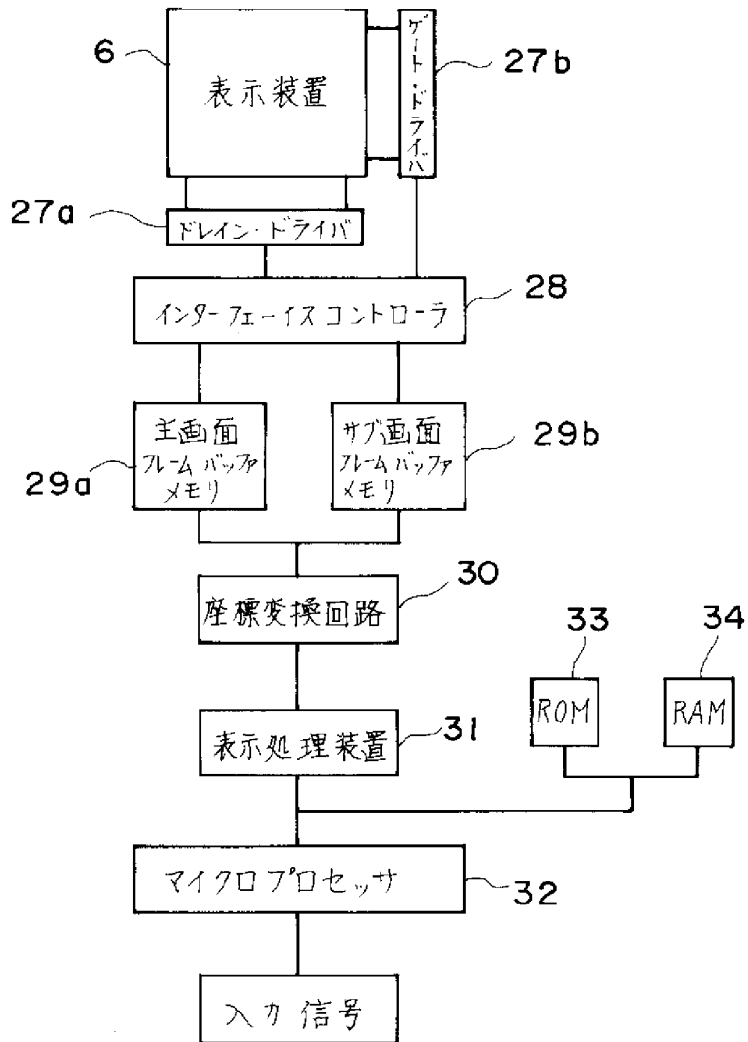 6
表示装置
ゲート・ドライバ
27b
27a
ドレイン・ドライバ
インターフェイスコントローラ
28
主画面
フレームバッファ
メモリ
29a
サブ画面
フレームバッファ
メモリ
29b
座標変換回路
30
33
34
ROM
RAM
表示処理装置
31
マイクロプロセッサ
32
入力信号